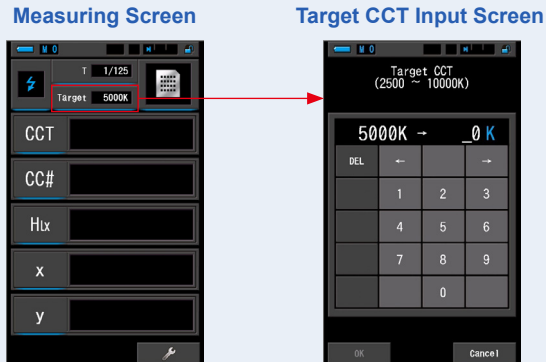 Measuring Screen
M 0
T 1/125
Target 5000K
CCT
CC#
HLx
x
y
Target CCT Input Screen
M 0
Target CCT
(2500 ~ 10000K)
5000K → _0 K
DEL ← →
1 2 3
4 5 6
7 8 9
0
OK Cancel